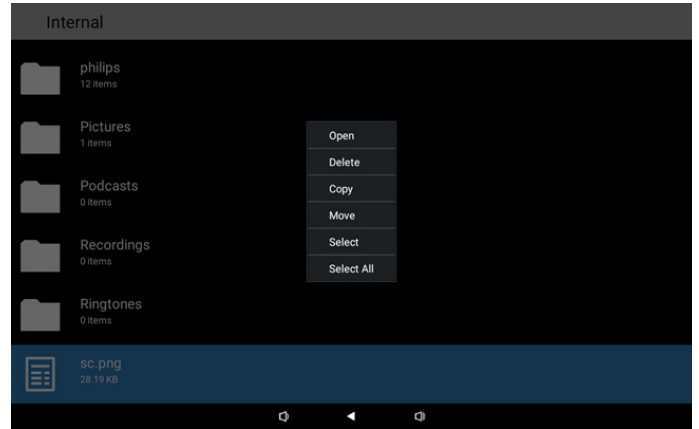 Internal
philips
12 items
Pictures
1 items
Podcasts
0 items
Recordings
0 items
Ringtones
0 items
sc.png
28.19 KB
Open
Delete
Copy
Move
Select
Select All